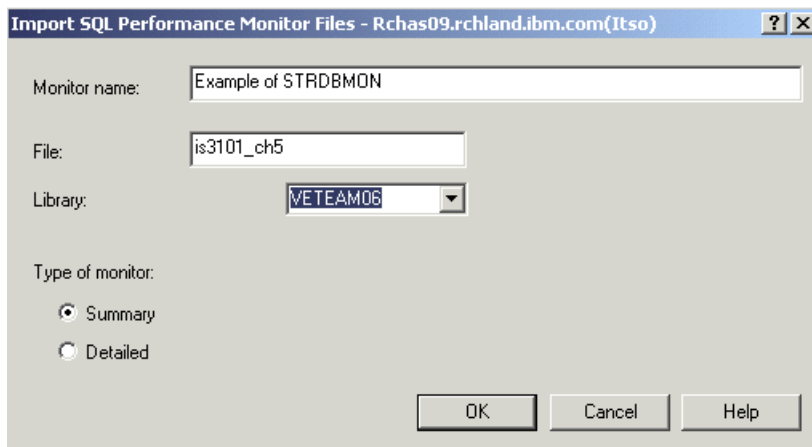 Import SQL Performance Monitor Files - Rchas09.rchland.ibm.com(Itso)
Monitor name: Example of STRDBMON
File: is3101_ch5
Library: VETEAM06
Type of monitor:
Summary
Detailed
OK Cancel Help